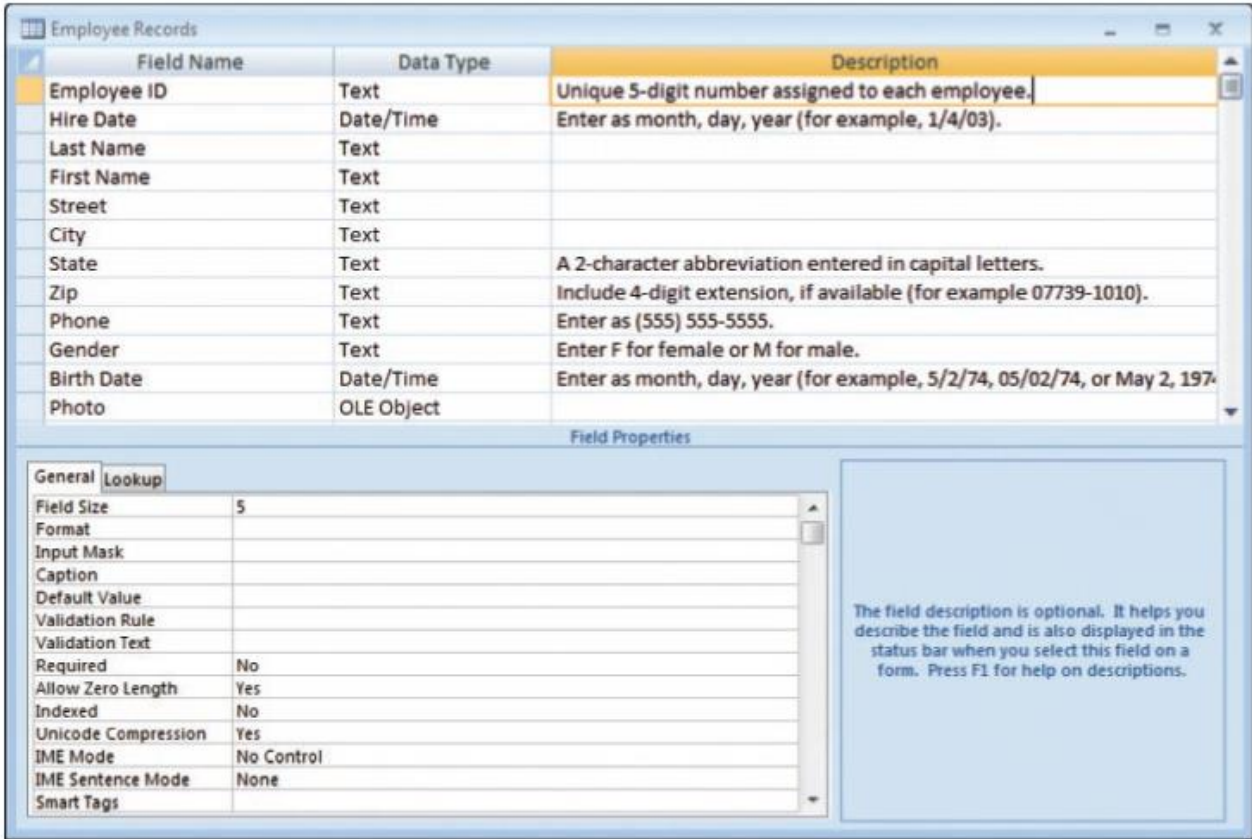 Employee Records
Field Name Data Type Description
Employee ID Text Unique 5-digit number assigned to each employee.
Hire Date Date/Time Enter as month, day, year (for example, 1/4/03).
Last Name Text
First Name Text
Street Text
City Text
State Text A 2-character abbreviation entered in capital letters.
Zip Text Include 4-digit extension, if available (for example 07739-1010).
Phone Text Enter as (555) 555-5555.
Gender Text Enter F for female or M for male.
Birth Date Date/Time Enter as month, day, year (for example, 5/2/74, 05/02/74, or May 2, 197
Photo OLE Object
Field Properties
General Lookup
Field Size 5
Format
Input Mask
Caption
Default Value
Validation Rule
Validation Text
Required No
Allow Zero Length Yes
Indexed No
Unicode Compression Yes
IME Mode No Control
IME Sentence Mode None
Smart Tags
The field description is optional. It helps you
describe the field and is also displayed in the
status bar when you select this field on a
form. Press F1 for help on descriptions.